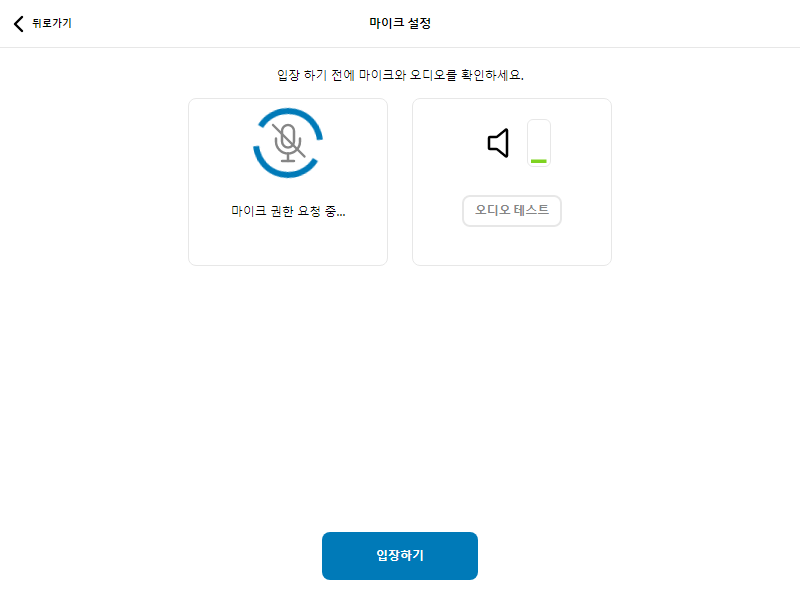 뒤로가기
마이크 설정
입장 하기 전에 마이크와 오디오를 확인하세요.
마이크 권한 요청 중...
오디오 테스트
입장하기